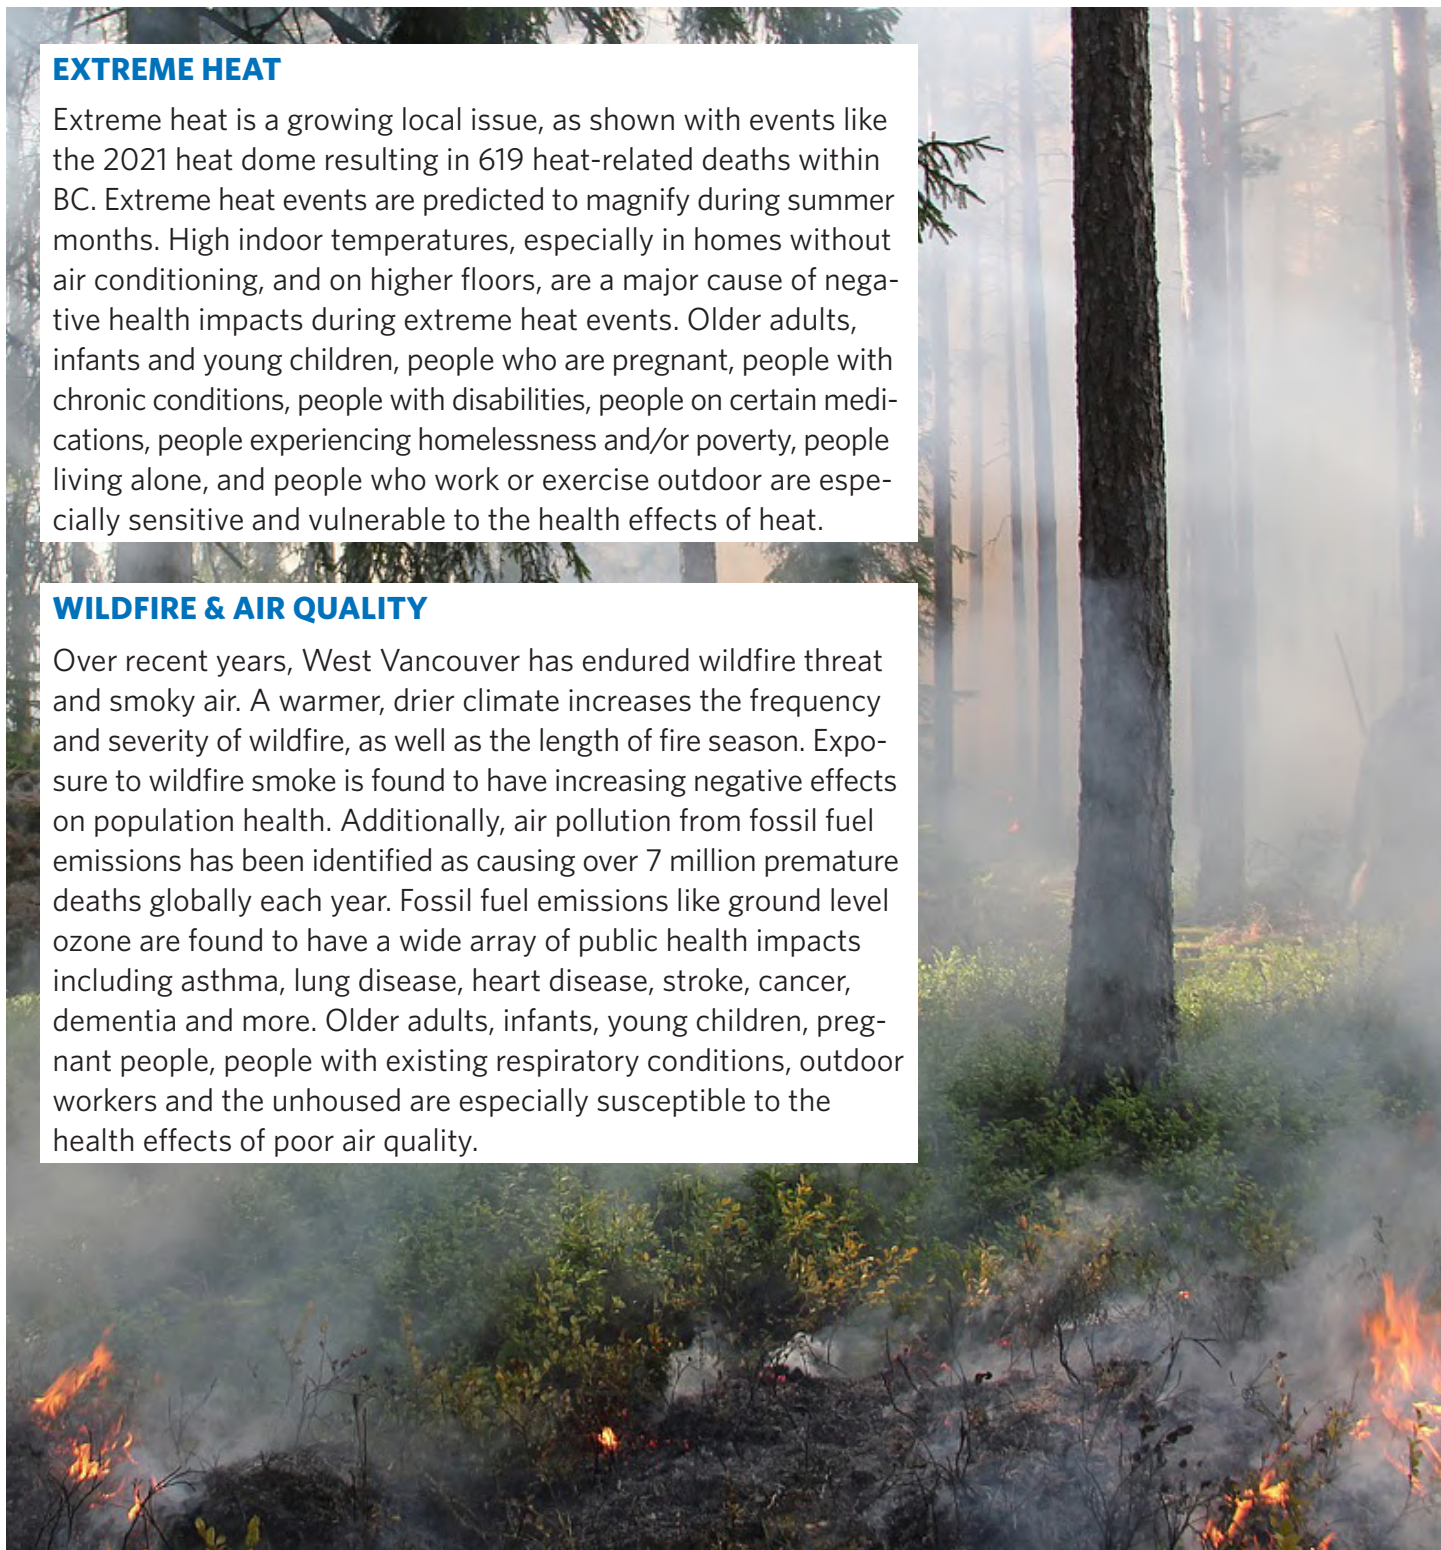 EXTREME HEAT
Extreme heat is a growing local issue, as shown with events like
the 2021 heat dome resulting in 619 heat-related deaths within
BC. Extreme heat events are predicted to magnify during summer
months. High indoor temperatures, especially in homes without
air conditioning, and on higher floors, are a major cause of nega-
tive health impacts during extreme heat events. Older adults,
infants and young children, people who are pregnant, people with
chronic conditions, people with disabilities, people on certain medi-
cations, people experiencing homelessness and/or poverty, people
living alone, and people who work or exercise outdoor are espe-
cially sensitive and vulnerable to the health effects of heat.
WILDFIRE & AIR QUALITY
Over recent years, West Vancouver has endured wildfire threat
and smoky air. A warmer, drier climate increases the frequency
and severity of wildfire, as well as the length of fire season. Expo-
sure to wildfire smoke is found to have increasing negative effects
on population health. Additionally, air pollution from fossil fuel
emissions has been identified as causing over 7 million premature
deaths globally each year. Fossil fuel emissions like ground level
ozone are found to have a wide array of public health impacts
including asthma, lung disease, heart disease, stroke, cancer,
dementia and more. Older adults, infants, young children, preg-
nant people, people with existing respiratory conditions, outdoor
workers and the unhoused are especially susceptible to the
health effects of poor air quality.